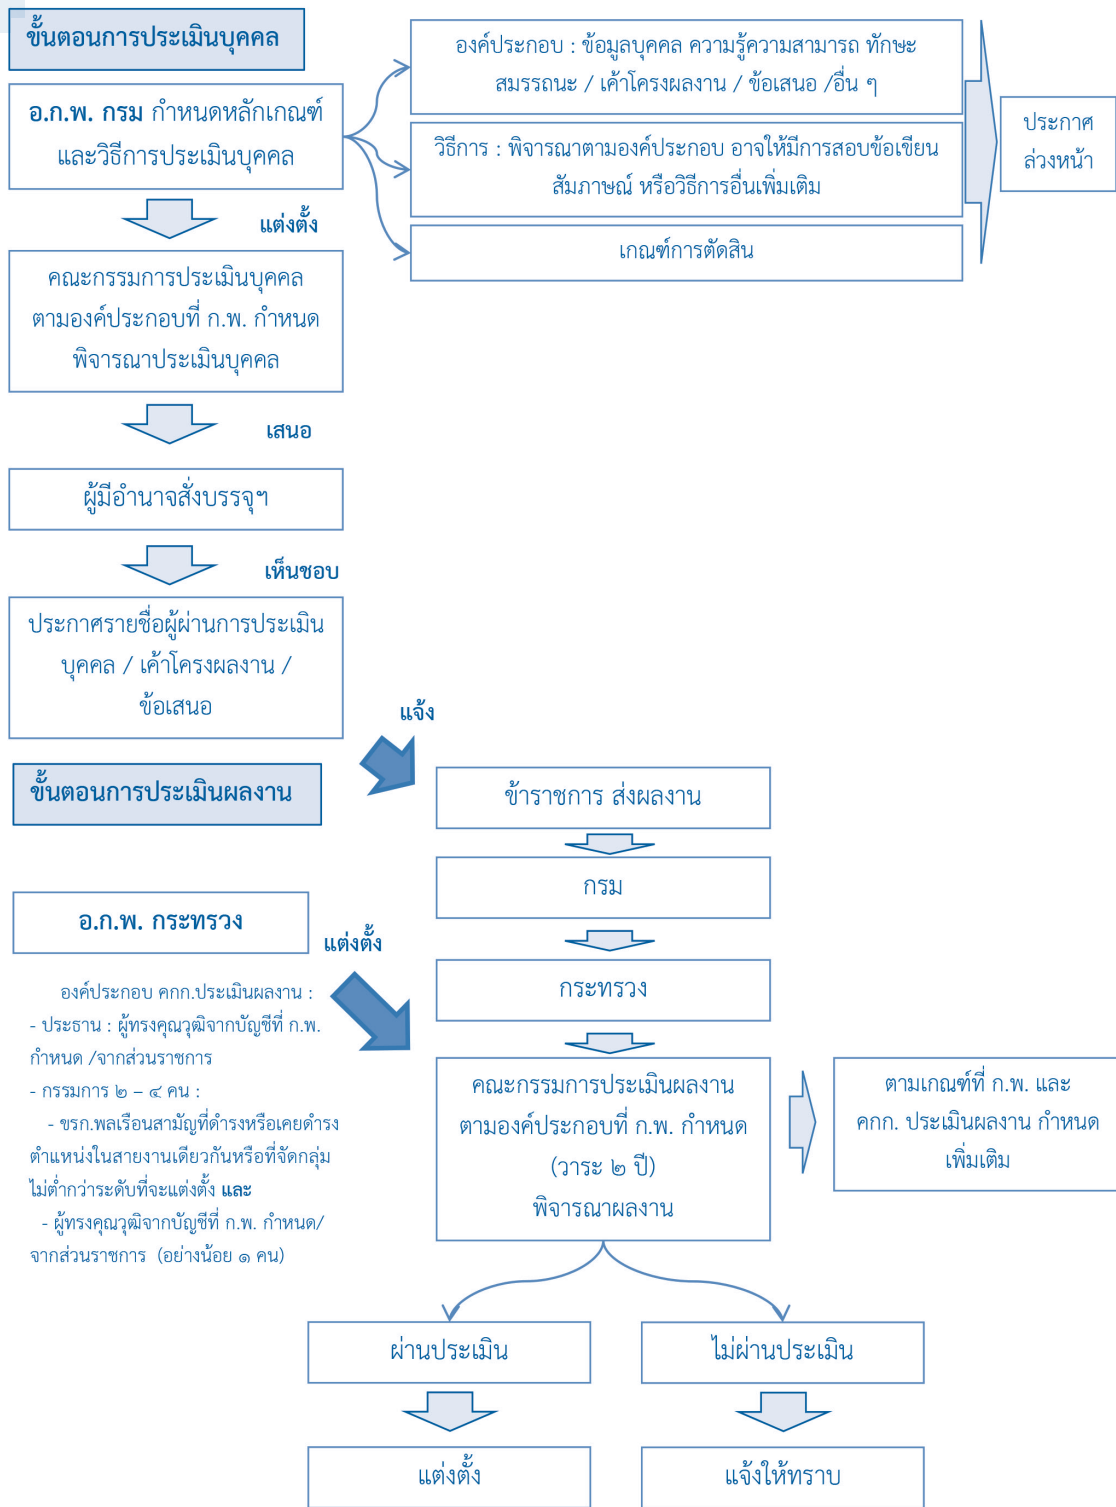 ขั้นตอนการประเมินบุคคล
อ.ก.พ. กรม กำหนดหลักเกณฑ์
และวิธีการประเมินบุคคล
องค์ประกอบ : ข้อมูลบุคคล ความรู้ความสามารถ ทักษะ
สมรรถนะ / เค้าโครงผลงาน / ข้อเสนอ /อื่น ๆ
วิธีการ : พิจารณาตามองค์ประกอบ อาจให้มีการสอบข้อเขียน
สัมภาษณ์ หรือวิธีการอื่นเพิ่มเติม
เกณฑ์การตัดสิน
ประกาศ
ล่วงหน้า
แต่งตั้ง
คณะกรรมการประเมินบุคคล
ตามองค์ประกอบที่ ก.พ. กำหนด
พิจารณาประเมินบุคคล
เสนอ
ผู้มีอำนาจสั่งบรรจุฯ
เห็นชอบ
ประกาศรายชื่อผู้ผ่านการประเมิน
บุคคล / เค้าโครงผลงาน /
ข้อเสนอ
แจ้ง
ขั้นตอนการประเมินผลงาน
ข้าราชการ ส่งผลงาน
กรม
อ.ก.พ. กระทรวง
แต่งตั้ง
กระทรวง
องค์ประกอบ คกก.ประเมินผลงาน :
- ประธาน : ผู้ทรงคุณวุฒิจากบัญชีที่ ก.พ.
กำหนด /จากส่วนราชการ
- กรรมการ ๒ – ๔ คน :
- ขรก.พลเรือนสามัญที่ดำรงหรือเคยดำรง
ตำแหน่งในสายงานเดียวกันหรือที่จัดกลุ่ม
ไม่ต่ำกว่าระดับที่จะแต่งตั้ง และ
- ผู้ทรงคุณวุฒิจากบัญชีที่ ก.พ. กำหนด/
จากส่วนราชการ (อย่างน้อย ๑ คน)
คณะกรรมการประเมินผลงาน
ตามองค์ประกอบที่ ก.พ. กำหนด
(วาระ ๒ ปี)
พิจารณาผลงาน
ตามเกณฑ์ที่ ก.พ. และ
คกก. ประเมินผลงาน กำหนด
เพิ่มเติม
ผ่านประเมิน
ไม่ผ่านประเมิน
แต่งตั้ง
แจ้งให้ทราบ